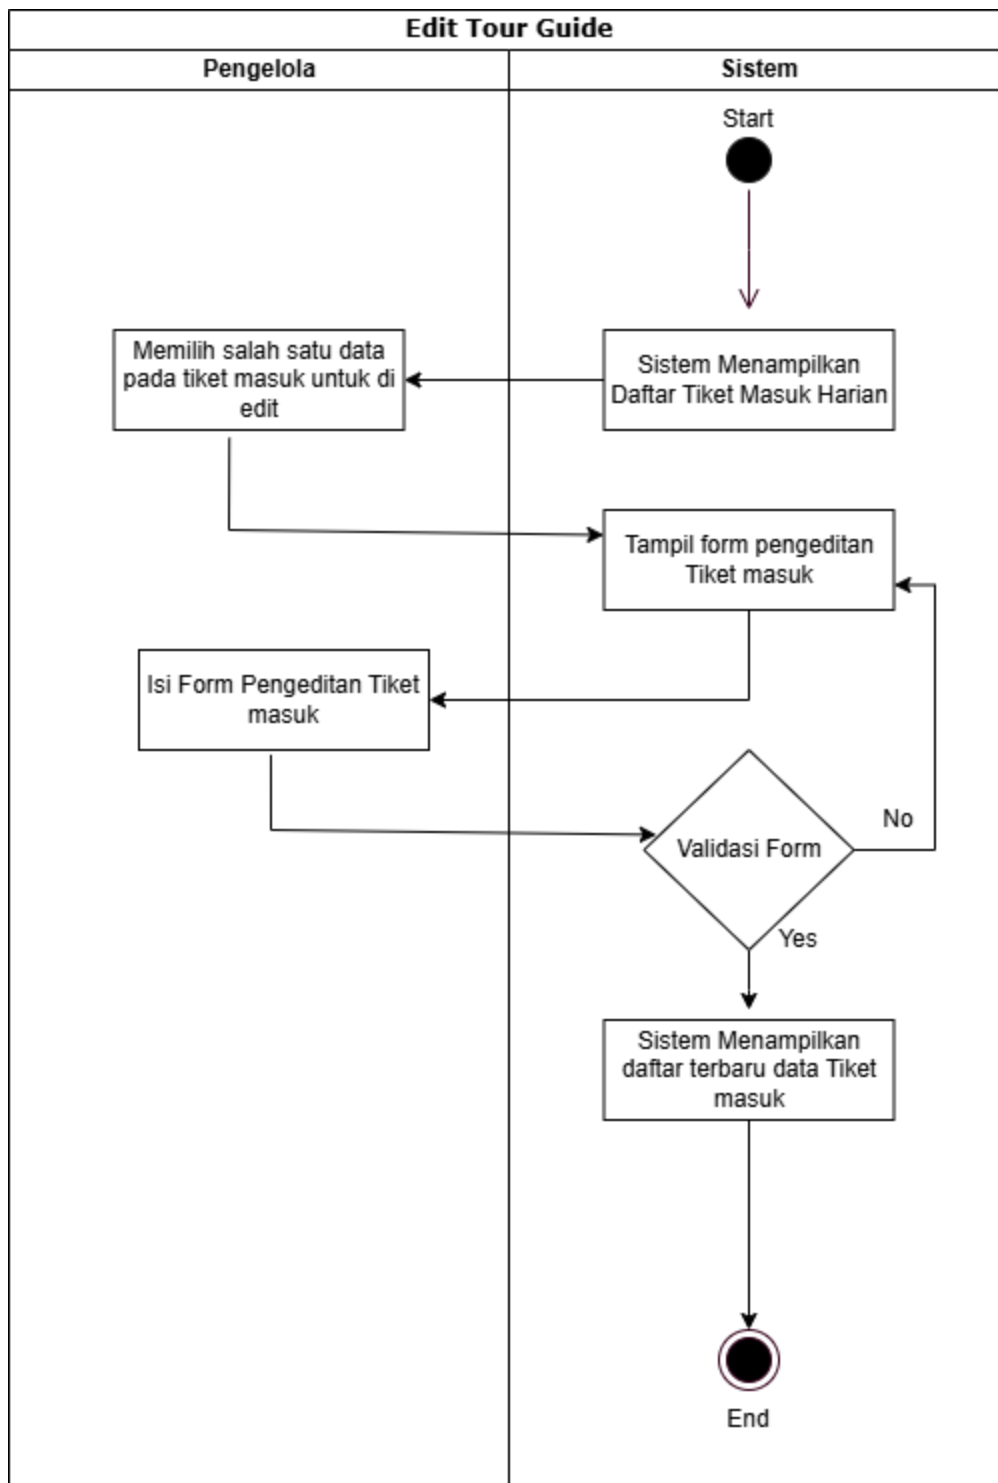 Edit Tour Guide
Pengelola
Sistem
Start
Memilih salah satu data
pada tiket masuk untuk di
edit
Sistem Menampilkan
Daftar Tiket Masuk Harian
Tampil form pengeditan
Tiket masuk
Isi Form Pengeditan Tiket
masuk
Validasi Form
No
Yes
Sistem Menampilkan
daftar terbaru data Tiket
masuk
End